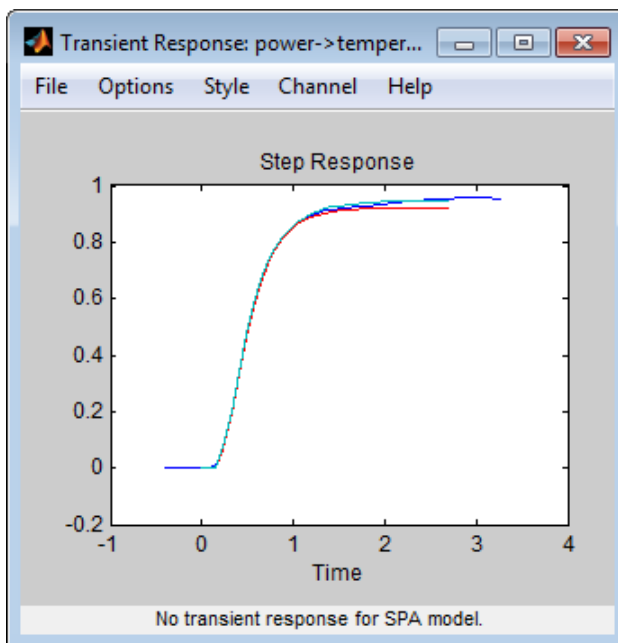 Transient Response: power->temper...
File Options Style Channel Help
Step Response
1
0.8
0.6
0.4
0.2
0
-0.2
-1 0 1 2 3 4
Time
No transient response for SPA model.